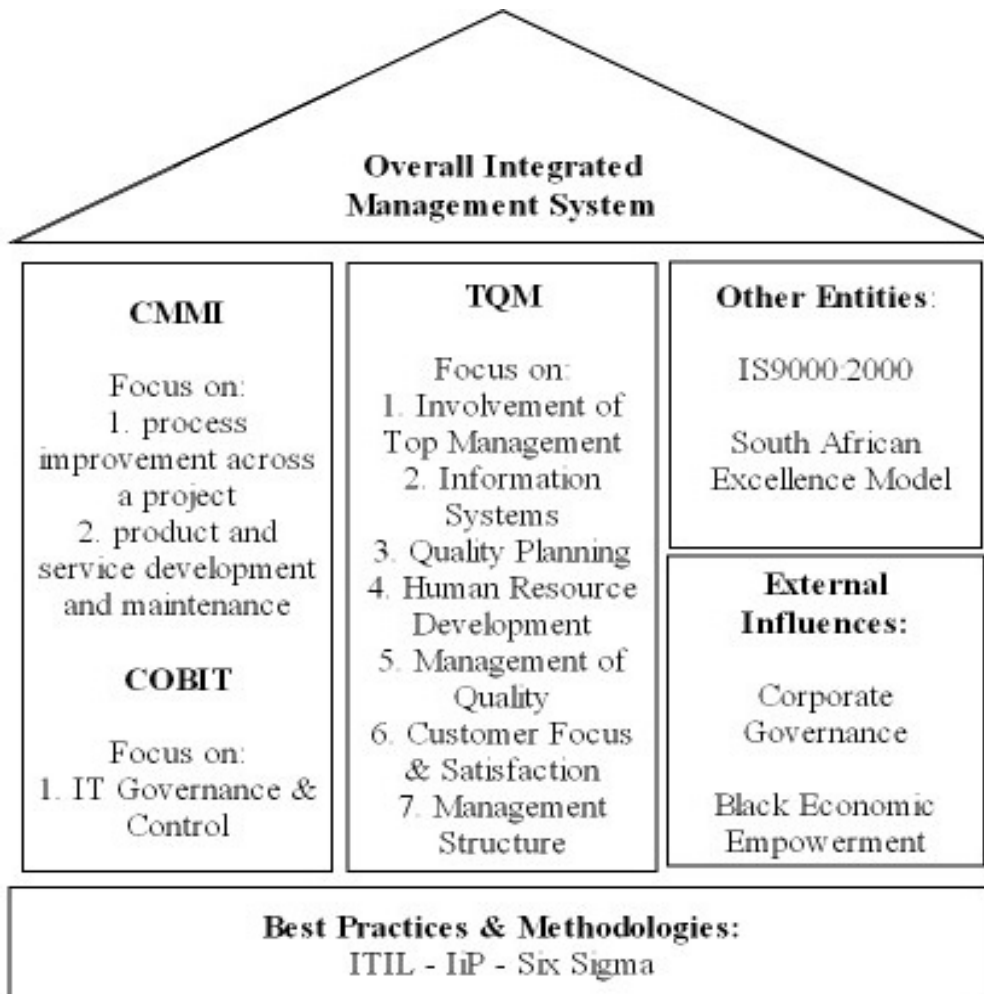 Overall Integrated
Management System
CMMI
Focus on:
1. process
improvement across
a project
2. product and
service development
and maintenance
COBIT
Focus on:
1. IT Governance &
Control
TQM
Focus on:
1. Involvement of
Top Management
2. Information
Systems
3. Quality Planning
4. Human Resource
Development
5. Management of
Quality
6. Customer Focus
& Satisfaction
7. Management
Structure
Other Entities:
IS9000:2000
South African
Excellence Model
External
Influences:
Corporate
Governance
Black Economic
Empowerment
Best Practices & Methodologies:
ITIL - IiP - Six Sigma